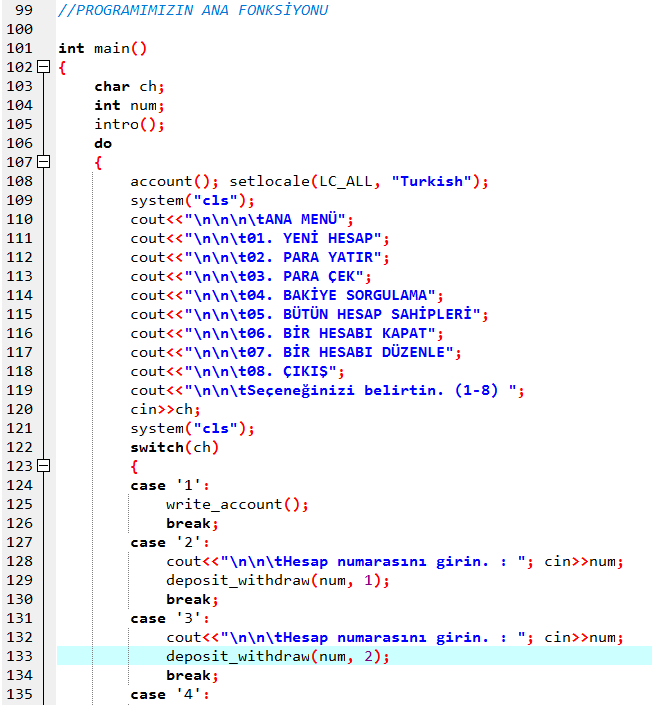 99 //PROGRAMIMIZIN ANA FONKSİYONU
100
101 int main()
102 {
103 char ch;
104 int num;
105 intro();
106 do
107 {
108 account(); setlocale(LC_ALL, "Turkish");
109 system("cls");
110 cout<<"\n\n\n\tANA MENÜ";
111 cout<<"\n\n\t01. YENİ HESAP";
112 cout<<"\n\n\t02. PARA YATIR";
113 cout<<"\n\n\t03. PARA ÇEK";
114 cout<<"\n\n\t04. BAKİYE SORGULAMA";
115 cout<<"\n\n\t05. BÜTÜN HESAP SAHİPLERİ";
116 cout<<"\n\n\t06. BİR HESABI KAPAT";
117 cout<<"\n\n\t07. BİR HESABI DÜZENLE";
118 cout<<"\n\n\t08. ÇIKIŞ";
119 cout<<"\n\n\tSeçeneğinizi belirtin. (1-8) ";
120 cin>>ch;
121 system("cls");
122 switch(ch)
123 {
124 case '1':
125 write_account();
126 break;
127 case '2':
128 cout<<"\n\n\tHesap numarasını girin. : "; cin>>num;
129 deposit_withdraw(num, 1);
130 break;
131 case '3':
132 cout<<"\n\n\tHesap numarasını girin. : "; cin>>num;
133 deposit_withdraw(num, 2);
134 break;
135 case '4':